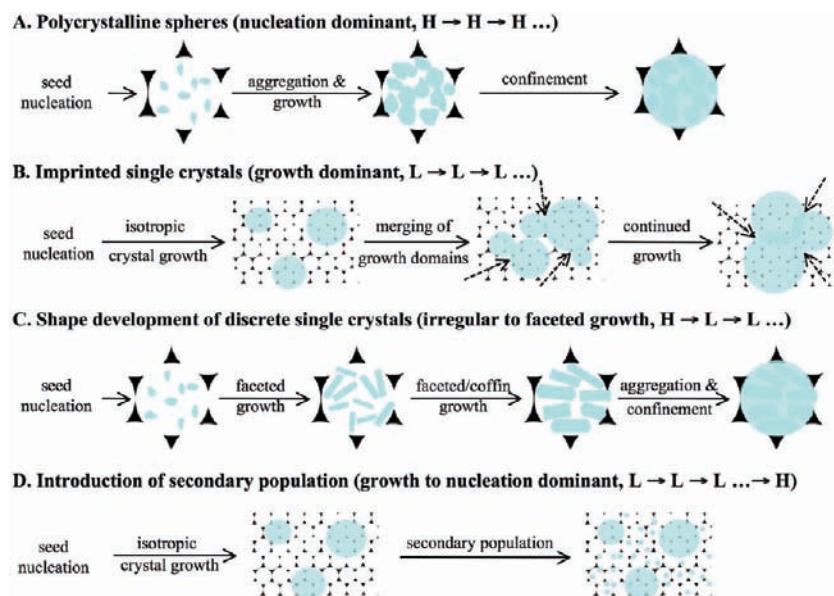 A. Polycrystalline spheres (nucleation dominant, H → H → H ...)
seed
nucleation
aggregation &
growth
confinement
B. Imprinted single crystals (growth dominant, L → L → L ...)
seed
nucleation
isotropic
crystal growth
merging of
growth domains
continued
growth
C. Shape development of discrete single crystals (irregular to faceted growth, H → L → L ...)
seed
nucleation
faceted
growth
faceted/coffin
growth
aggregation &
confinement
D. Introduction of secondary population (growth to nucleation dominant, L → L → L ...→ H)
seed
nucleation
isotropic
crystal growth
secondary population